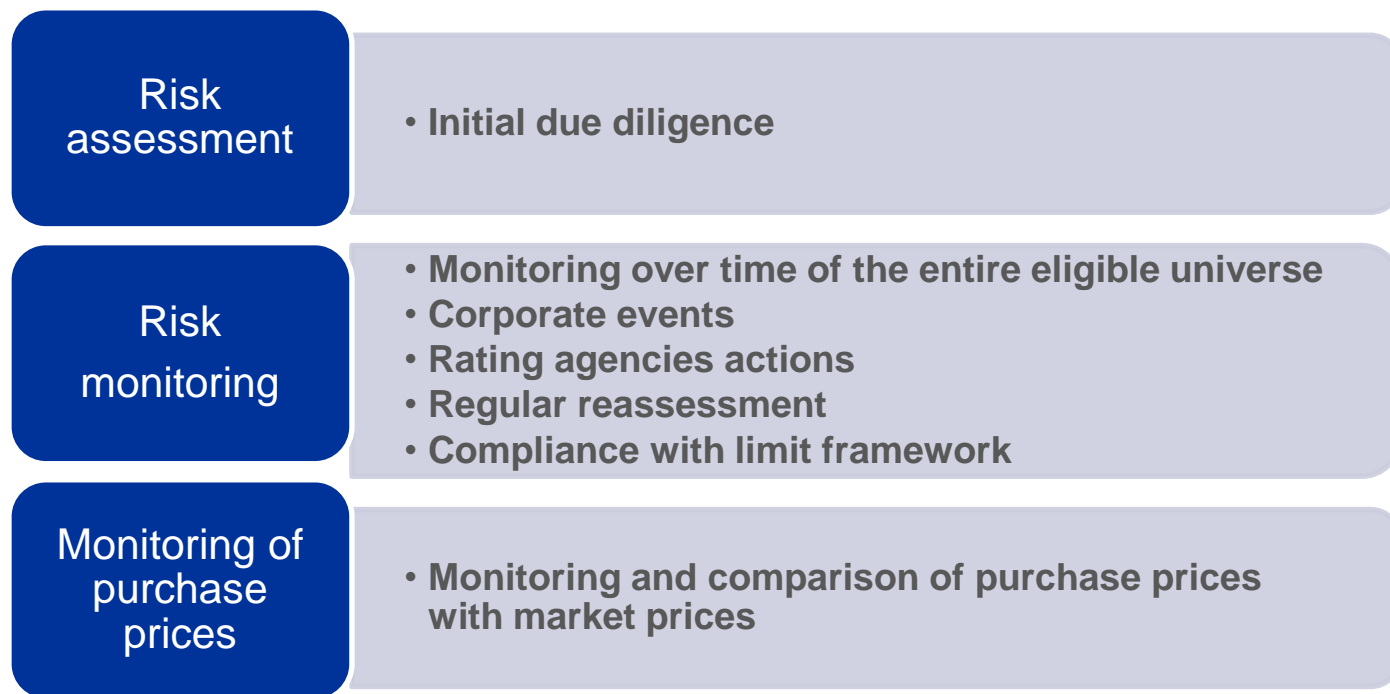 Risk
assessment
• Initial due diligence
Risk
monitoring
• Monitoring over time of the entire eligible universe
• Corporate events
• Rating agencies actions
• Regular reassessment
• Compliance with limit framework
Monitoring of
purchase
prices
• Monitoring and comparison of purchase prices
with market prices